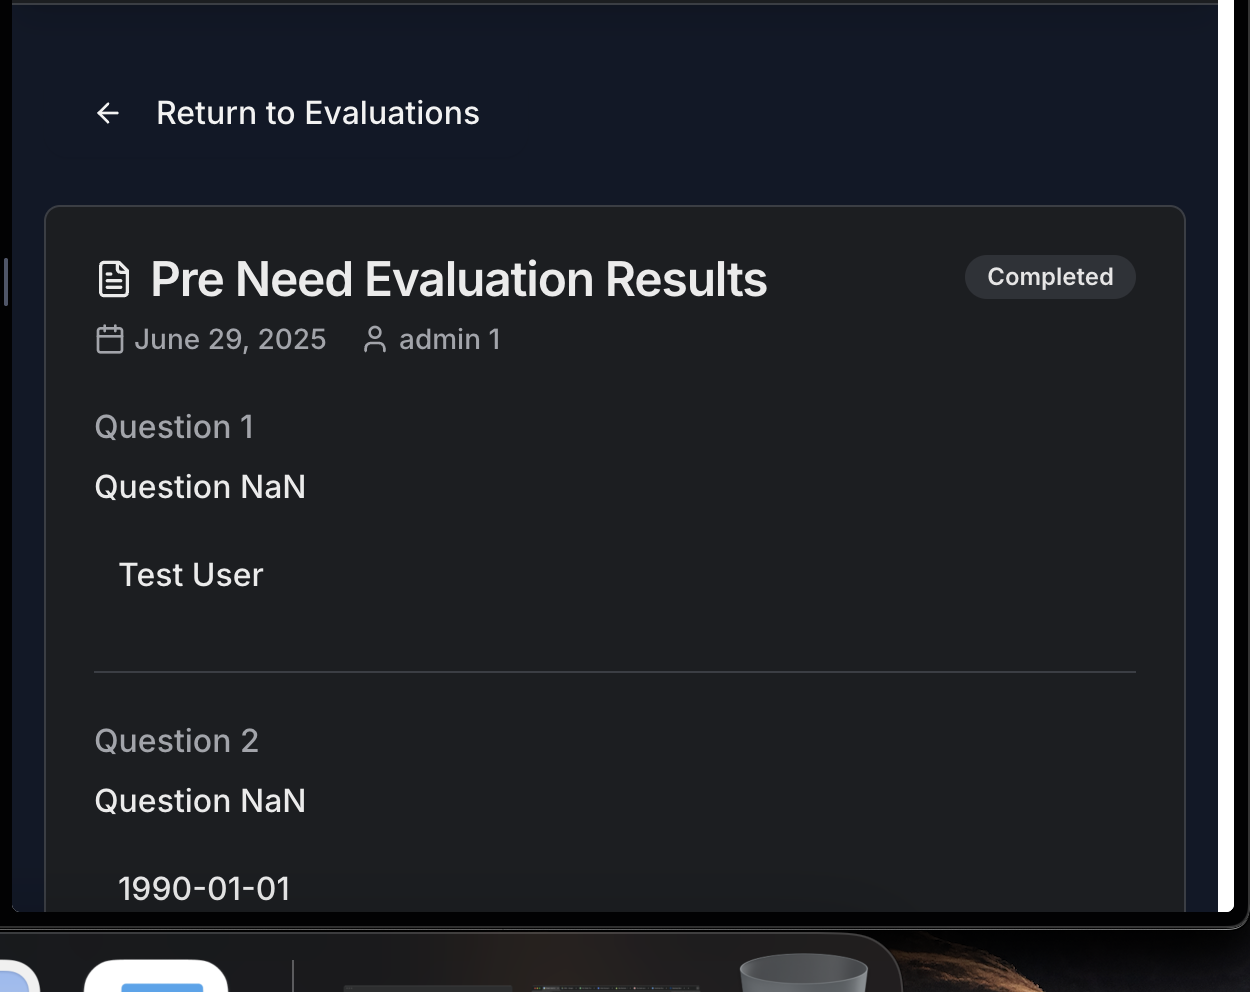 Return to Evaluations
Pre Need Evaluation Results
Completed
June 29, 2025 admin 1
Question 1
Question NaN
Test User
Question 2
Question NaN
1990-01-01